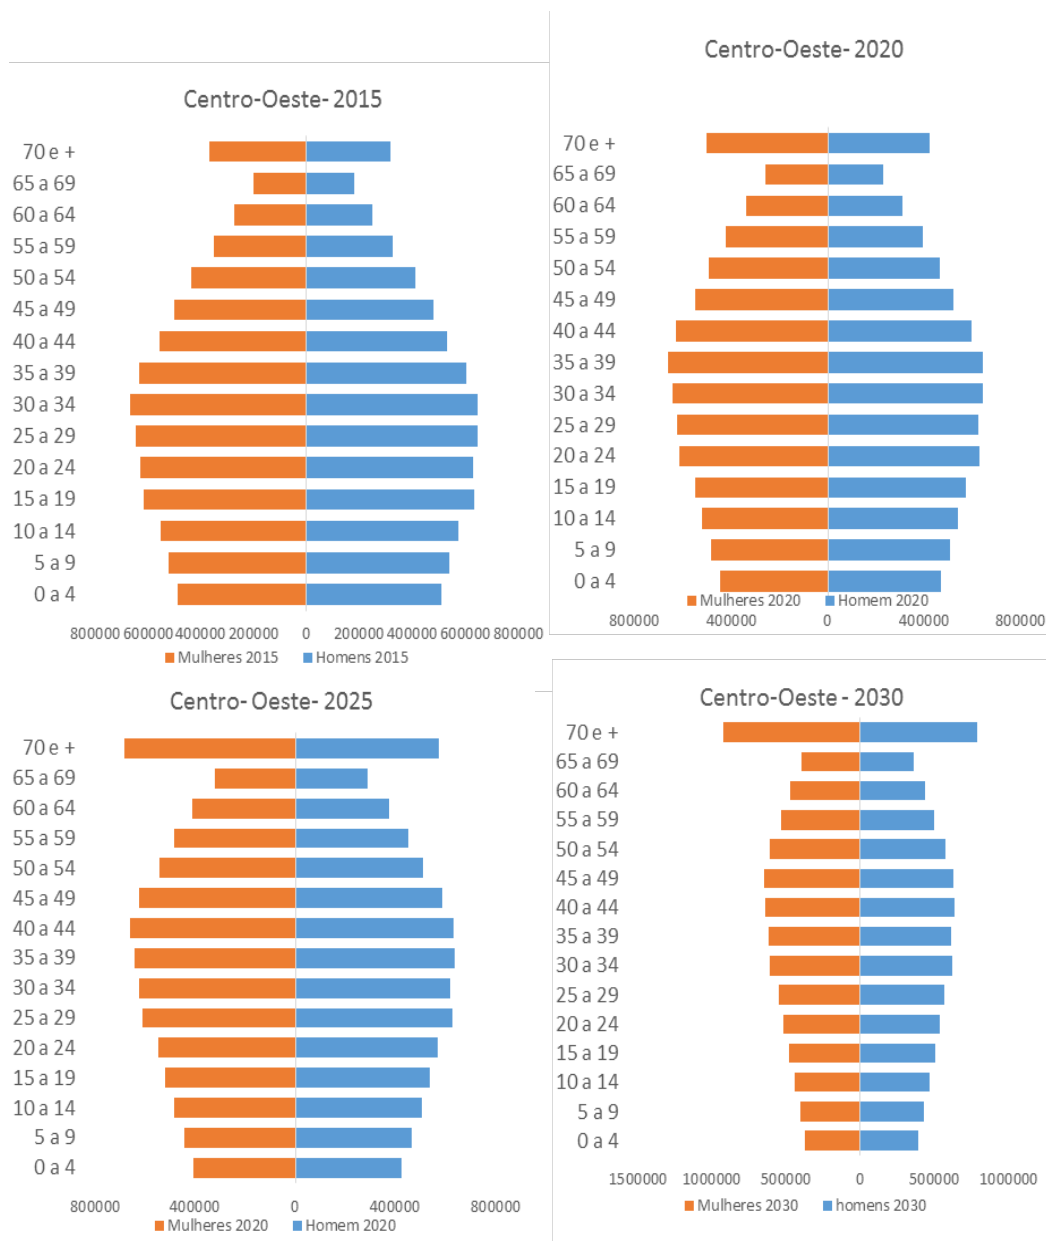 Centro-Oeste- 2015
70 e +
65 a 69
60 a 64
55 a 59
50 a 54
45 a 49
40 a 44
35 a 39
30 a 34
25 a 29
20 a 24
15 a 19
10 a 14
5 a 9
0 a 4
800000 600000 400000 200000 0 200000 400000 600000 800000
Mulheres 2015 Homens 2015
Centro-Oeste- 2020
70 e +
65 a 69
60 a 64
55 a 59
50 a 54
45 a 49
40 a 44
35 a 39
30 a 34
25 a 29
20 a 24
15 a 19
10 a 14
5 a 9
0 a 4
Mulheres 2020 Homem 2020
800000 400000 0 400000 800000
Centro- Oeste- 2025
70 e +
65 a 69
60 a 64
55 a 59
50 a 54
45 a 49
40 a 44
35 a 39
30 a 34
25 a 29
20 a 24
15 a 19
10 a 14
5 a 9
0 a 4
800000 400000 0 400000 800000
Mulheres 2020 Homem 2020
Centro-Oeste - 2030
70 e +
65 a 69
60 a 64
55 a 59
50 a 54
45 a 49
40 a 44
35 a 39
30 a 34
25 a 29
20 a 24
15 a 19
10 a 14
5 a 9
0 a 4
1500000 1000000 500000 0 500000 1000000
Mulheres 2030 homens 2030